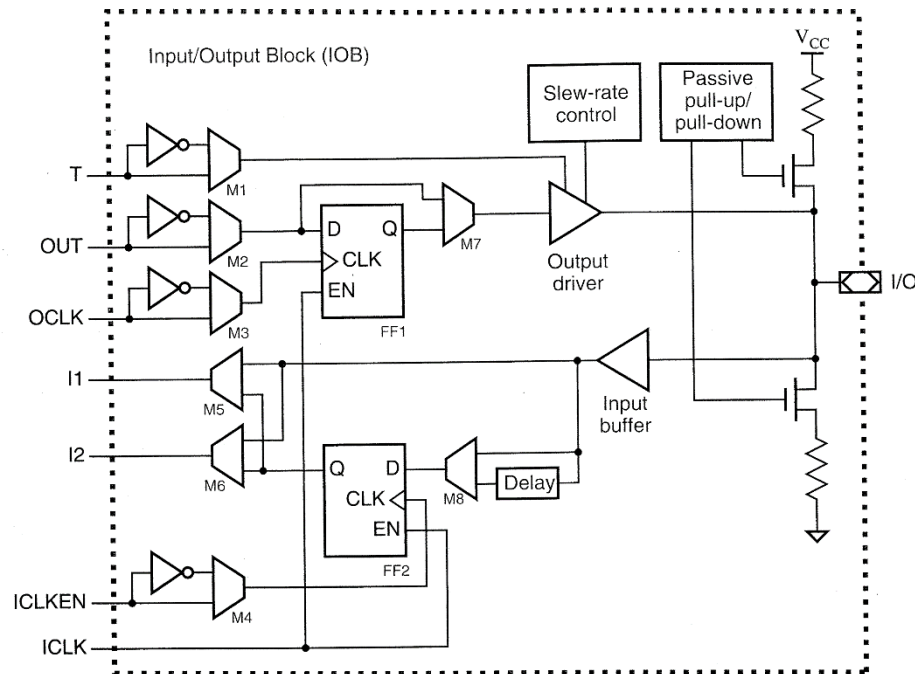 Input/Output Block (IOB)
VCC
Slew-rate
control
Passive
pull-up/
pull-down
T
M1
OUT
M2
D
Q
M7
CLK
Output
driver
EN
OCLK
M3
FF1
I/O
I1
M5
Input
buffer
I2
M6
Q
D
M8
Delay
CLK
EN
FF2
ICLKEN
M4
ICLK